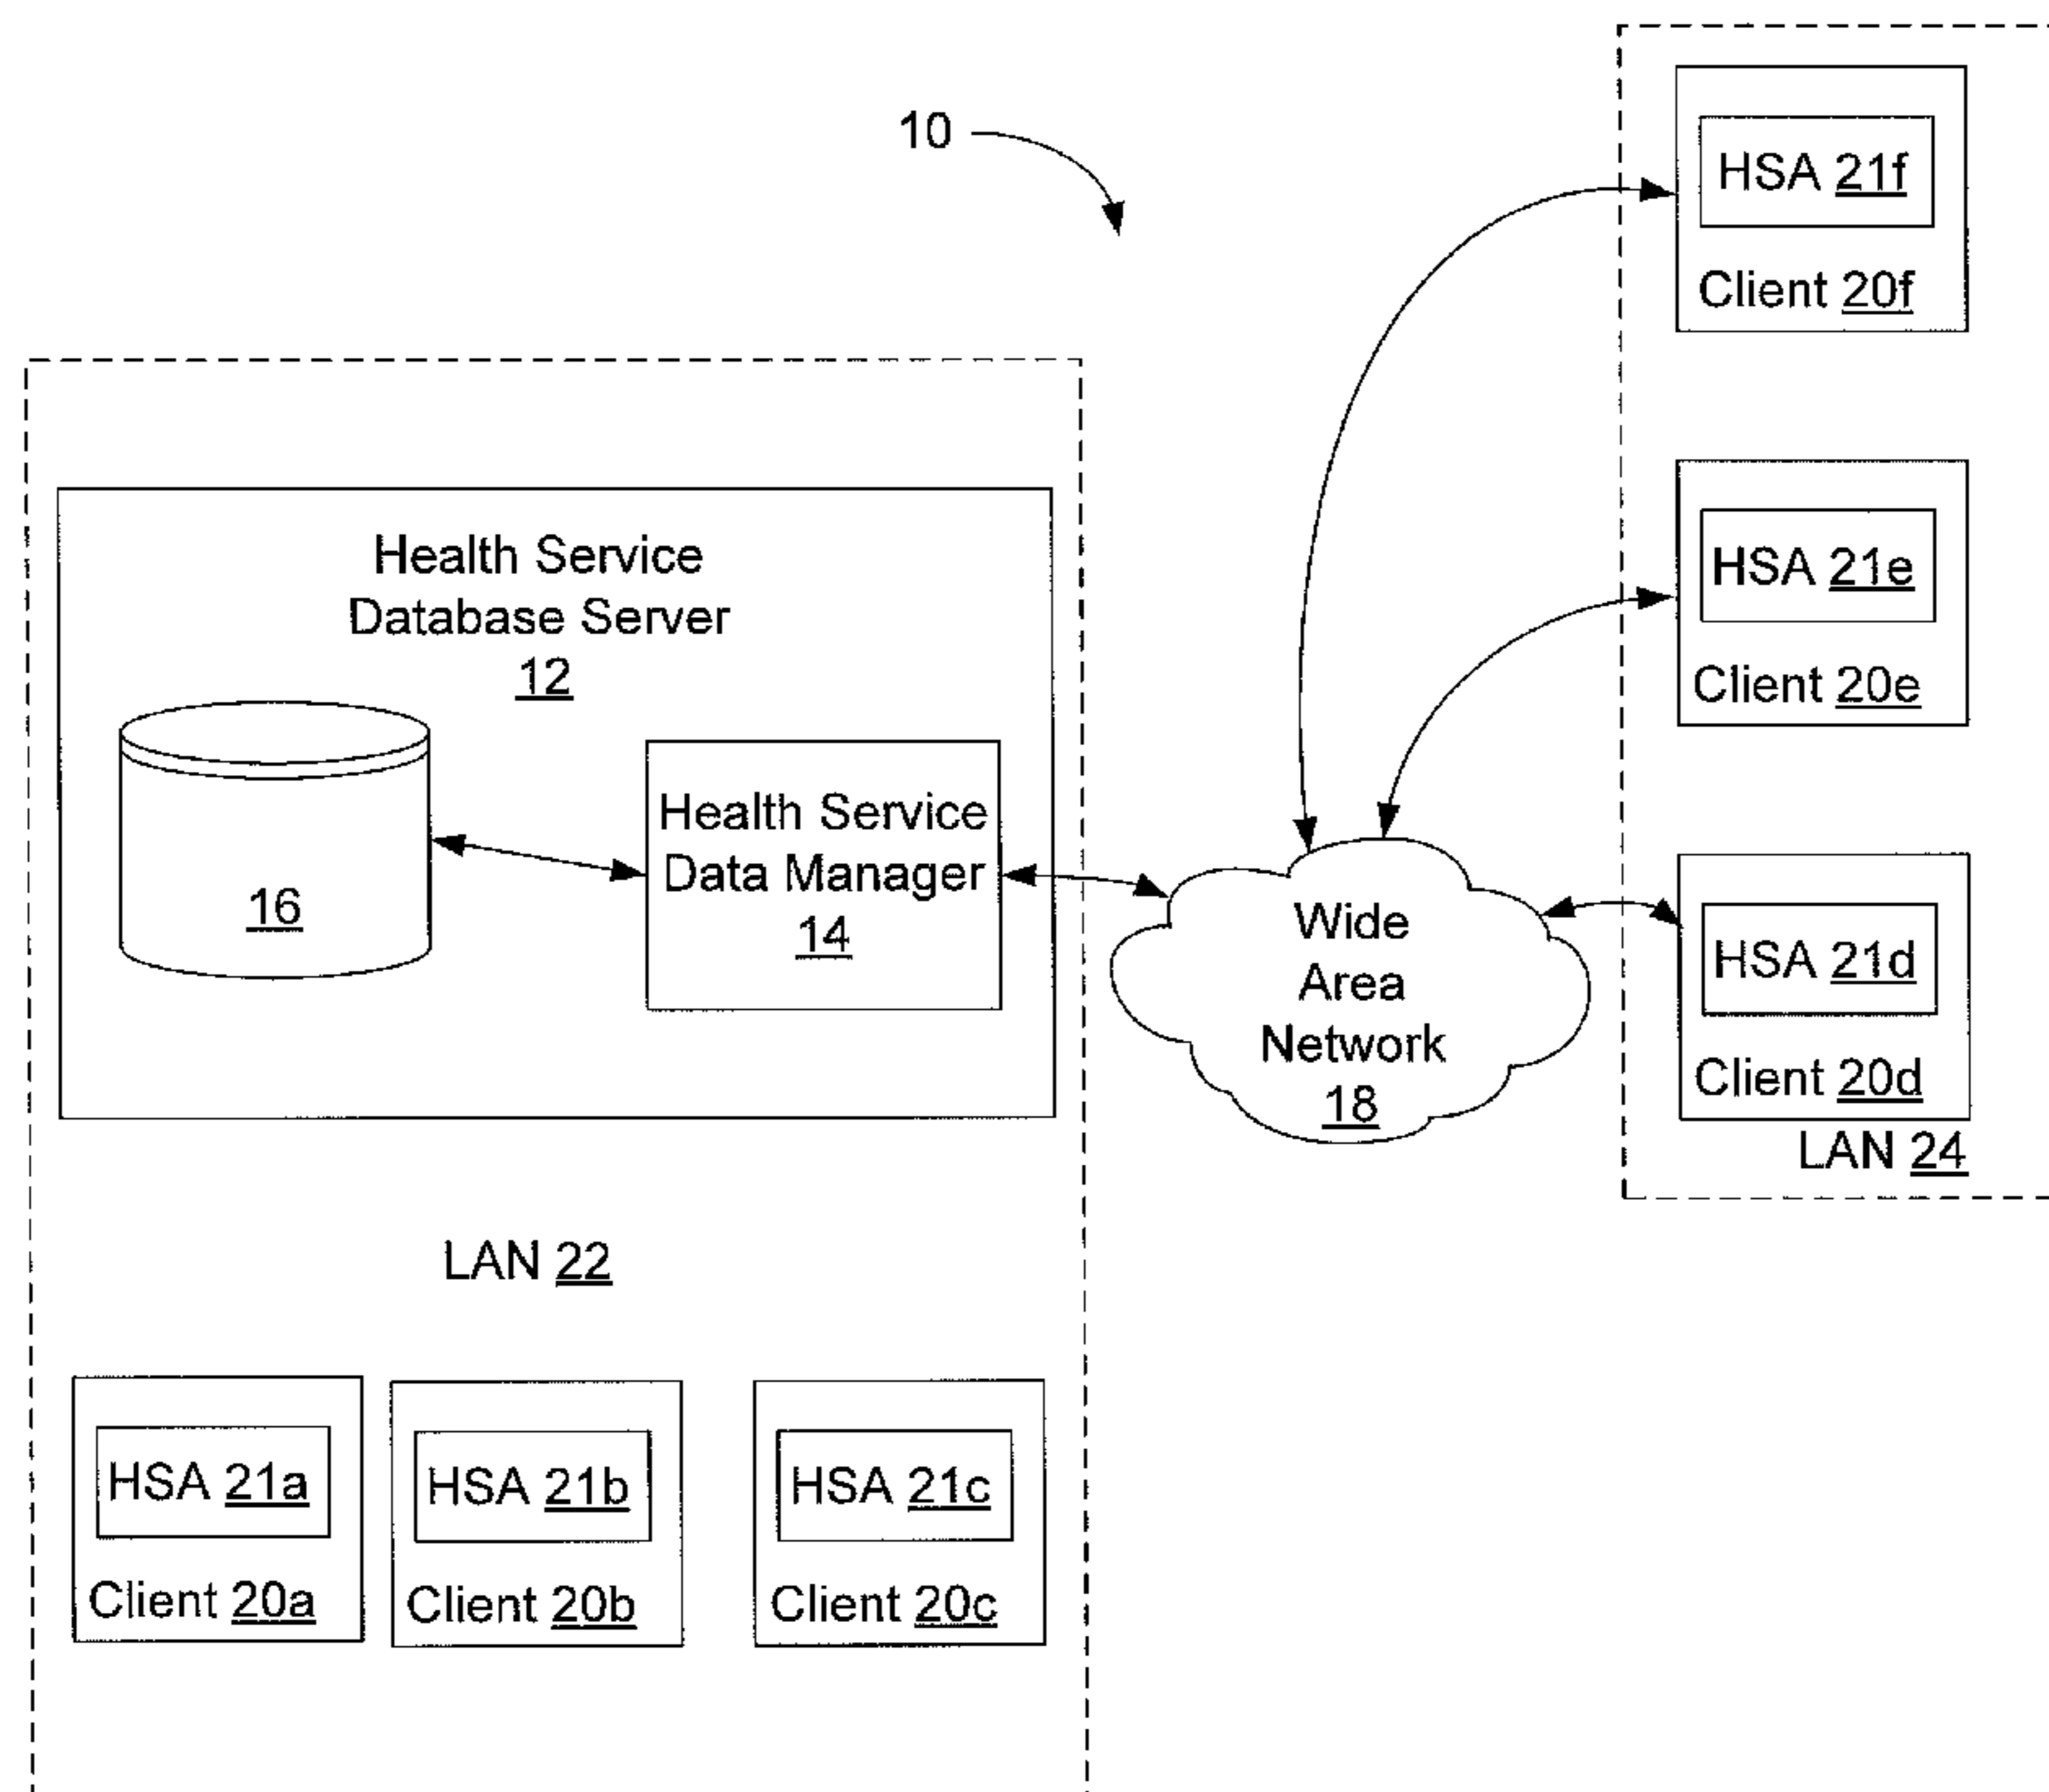 10
HSA 21f
Client 20f
HSA 21e
Client 20e
HSA 21d
Client 20d
LAN 24
Health Service
Database Server
12
16
Health Service
Data Manager
14
Wide
Area
Network
18
LAN 22
HSA 21a
Client 20a
HSA 21b
Client 20b
HSA 21c
Client 20c